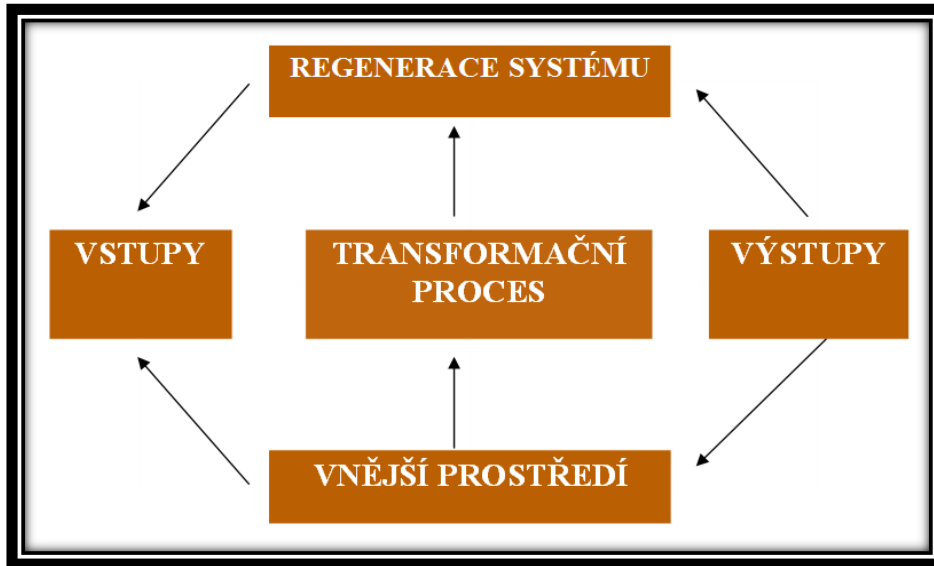 REGENERACE SYSTÉMU
VSTUPY
TRANSFORMAČNÍ
PROCES
VÝSTUPY
VNĚJŠÍ PROSTŘEDÍ